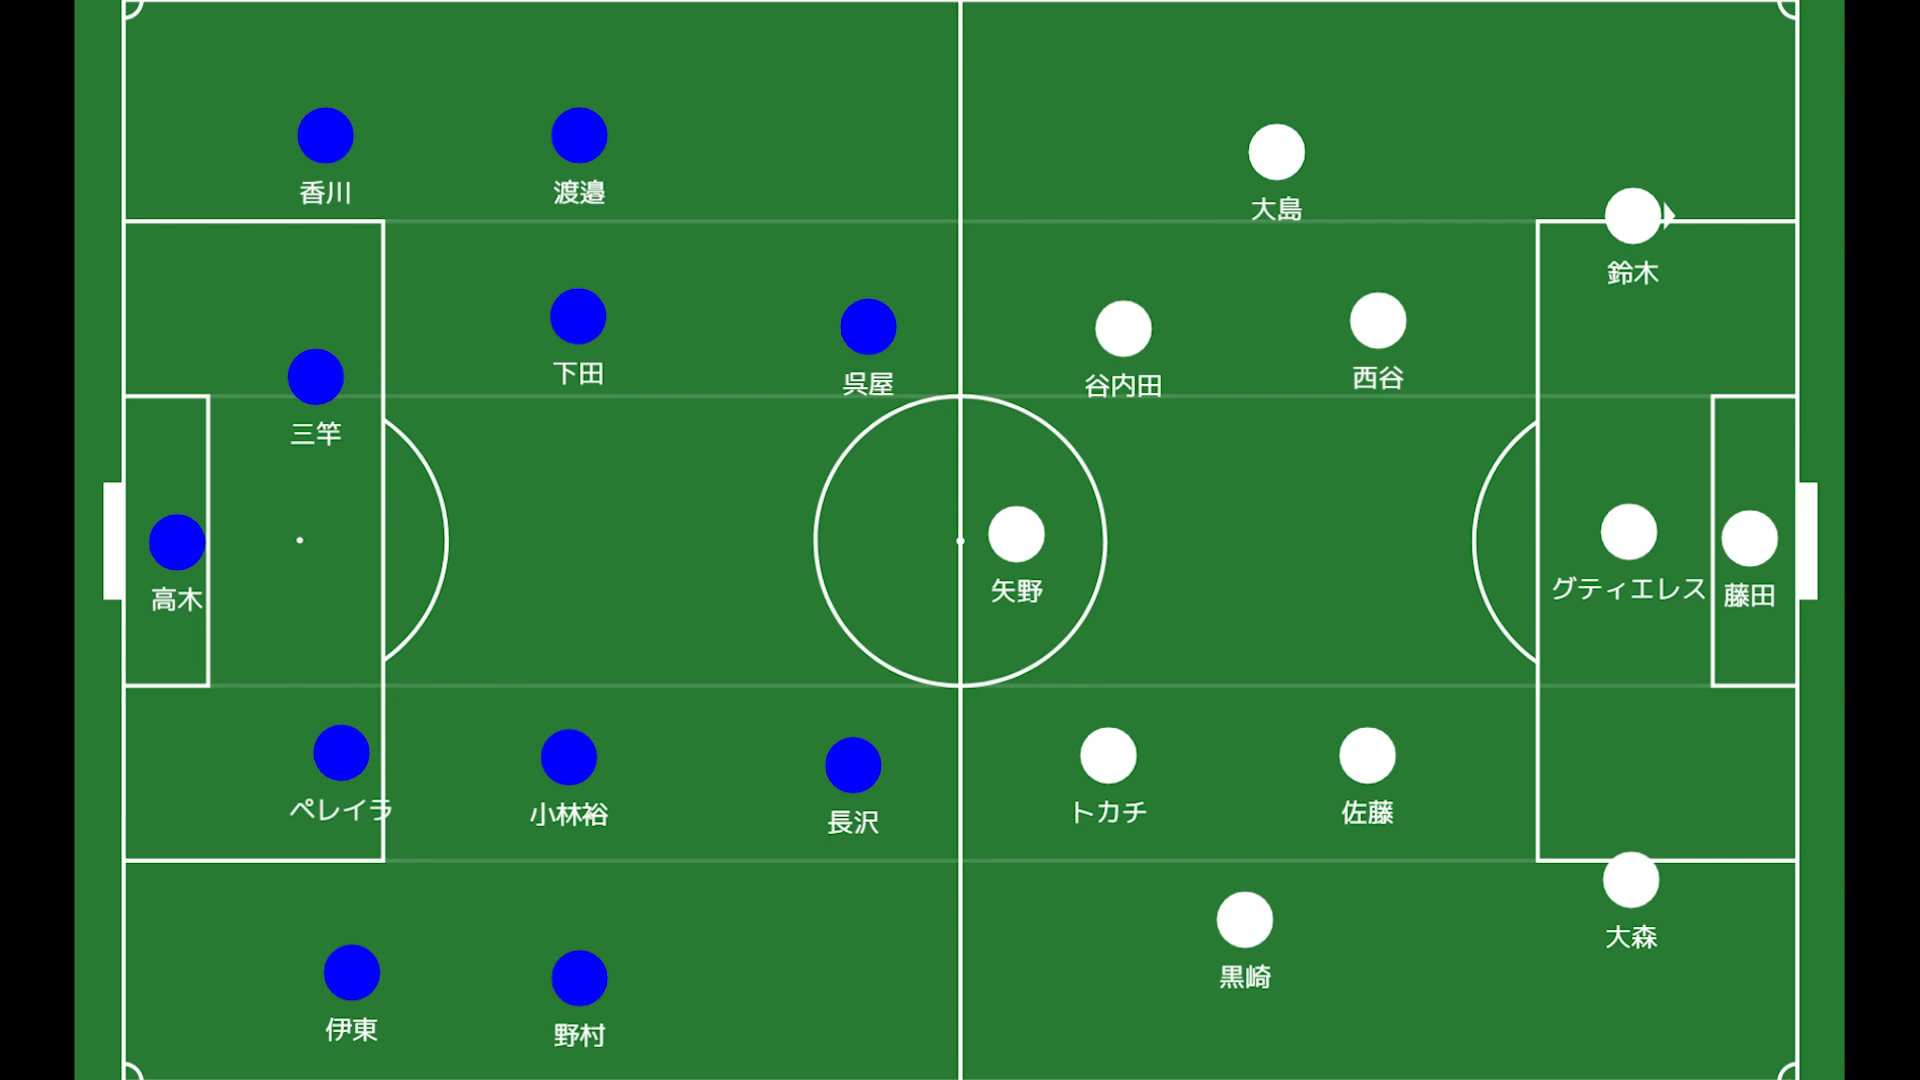 香川
渡邉
大島
鈴木
下田
呉屋
谷内田
西谷
三竿
高木
矢野
グティエレス
藤田
ペレイラ
小林裕
長沢
トカチ
佐藤
伊東
野村
黒崎
大森